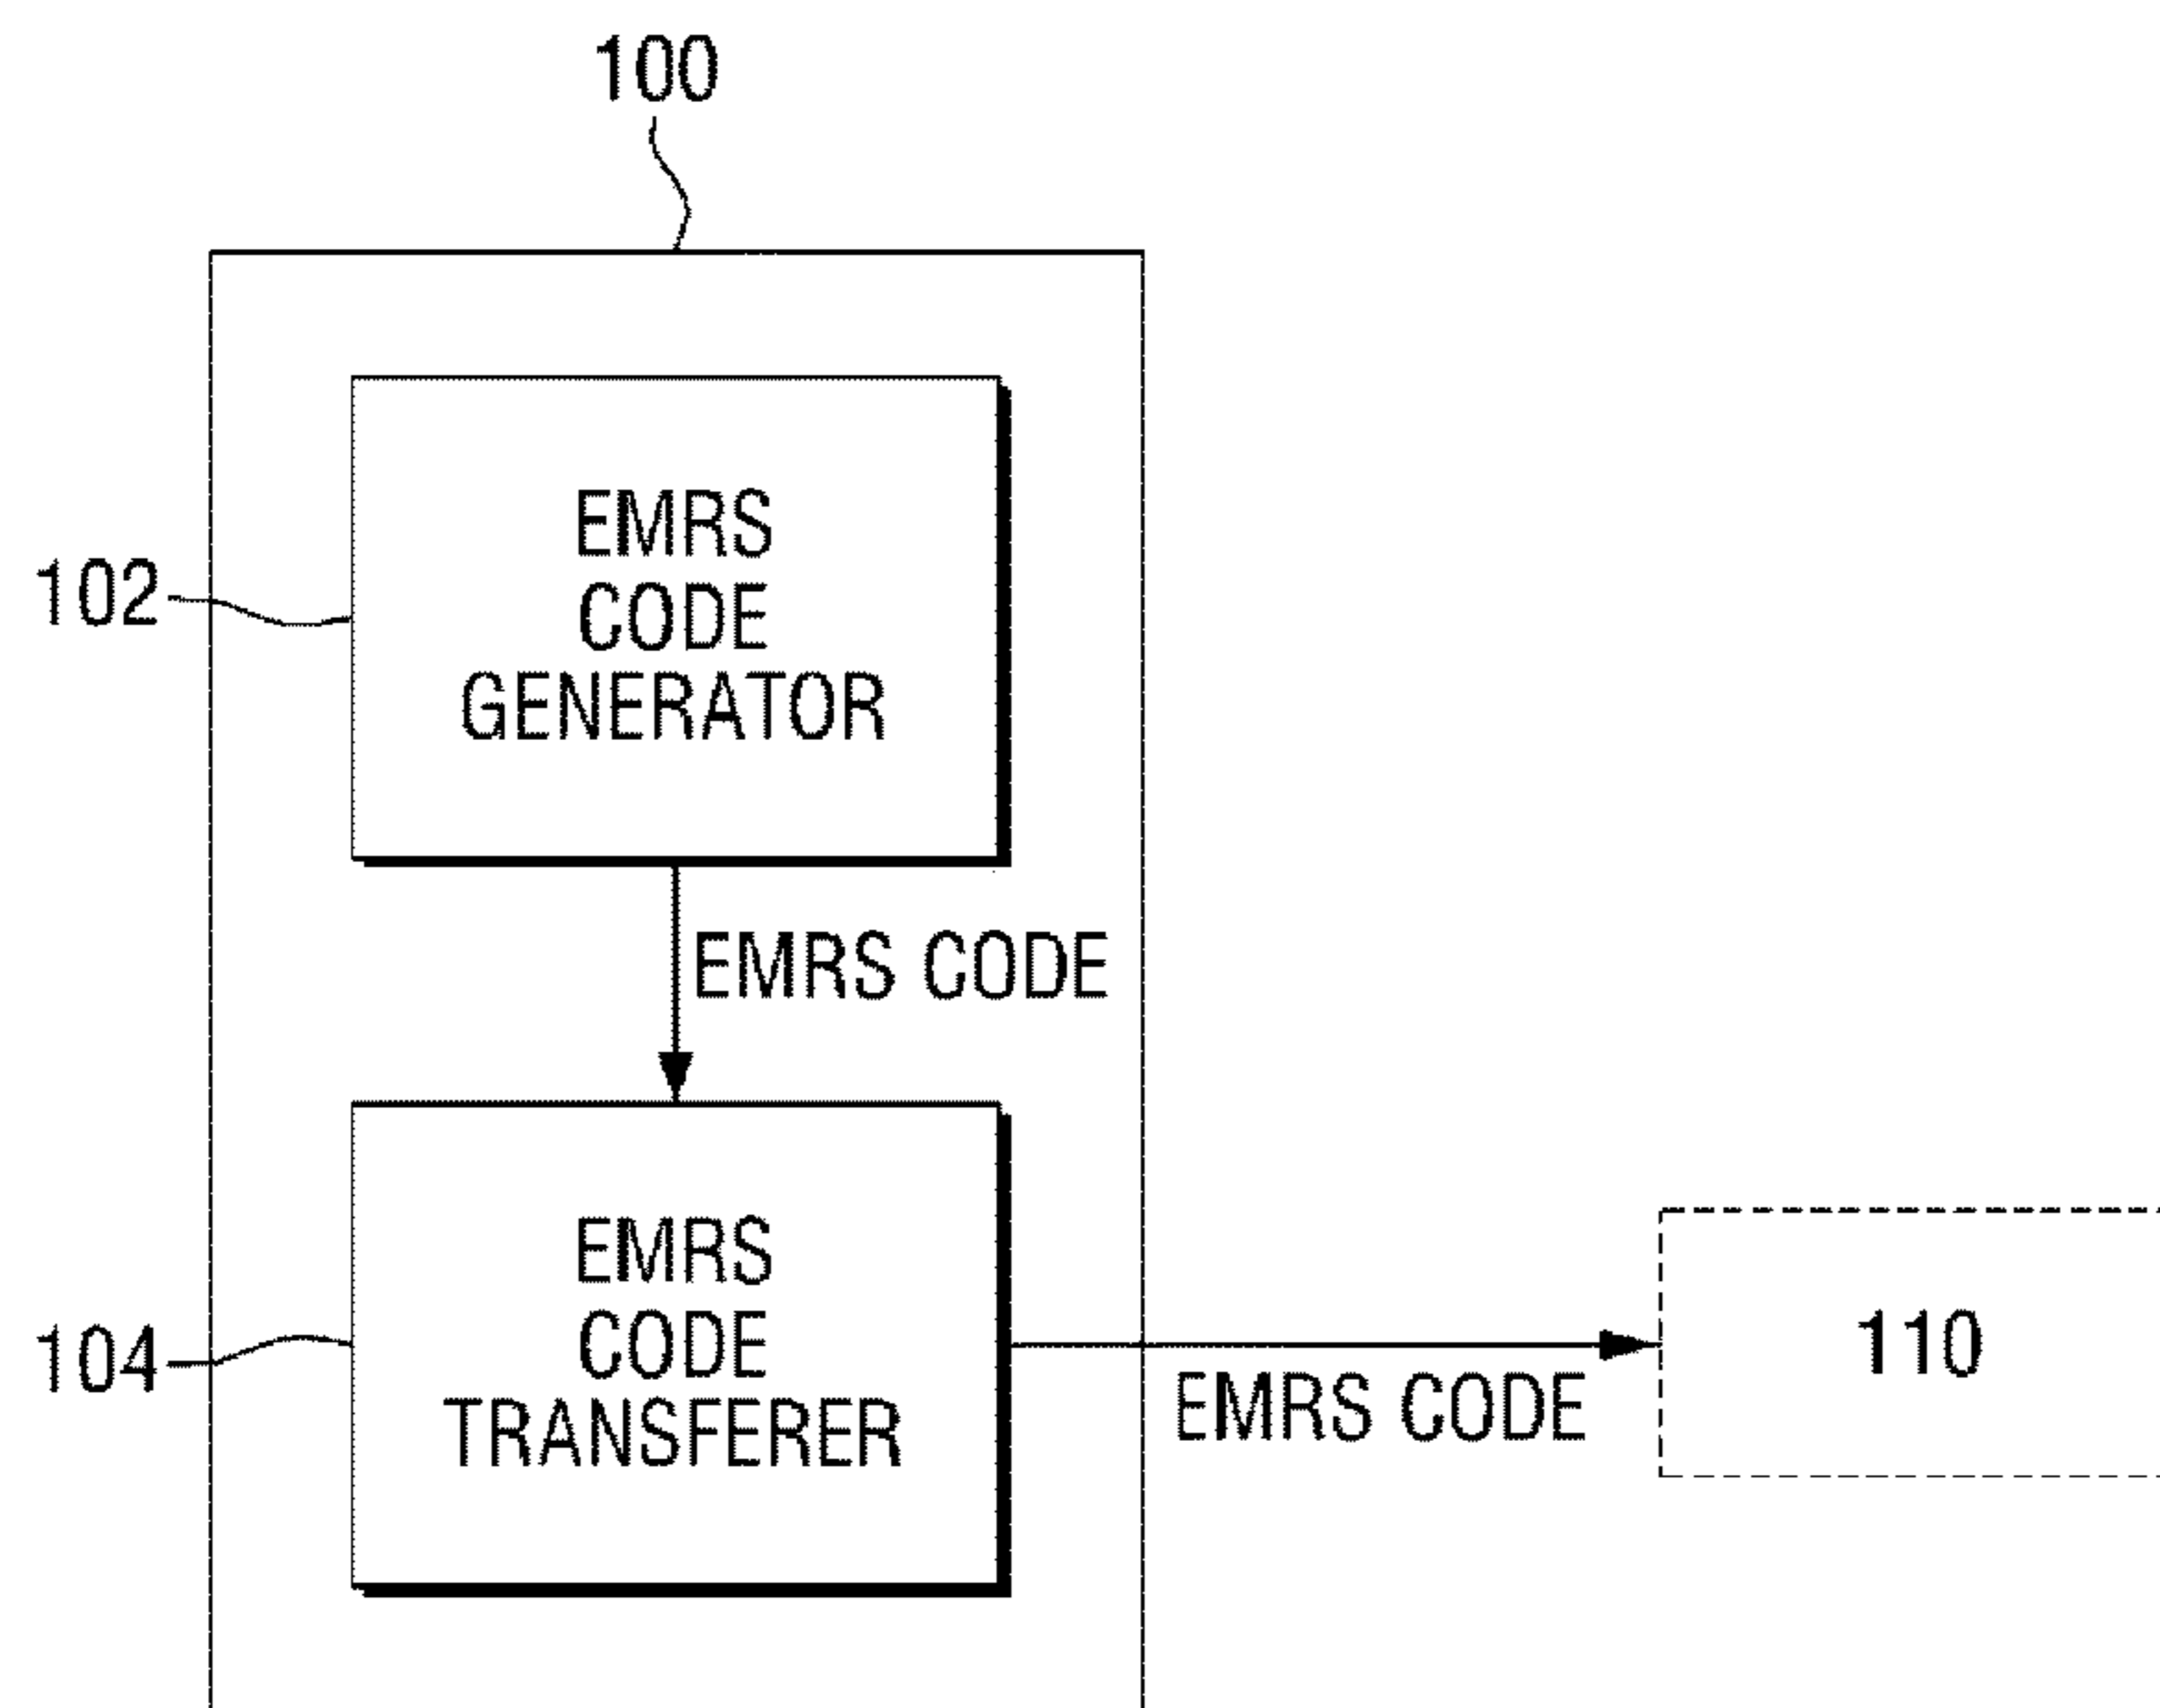 100
102
EMRS
CODE
GENERATOR
EMRS CODE
104
EMRS
CODE
TRANSFERER
EMRS CODE
110